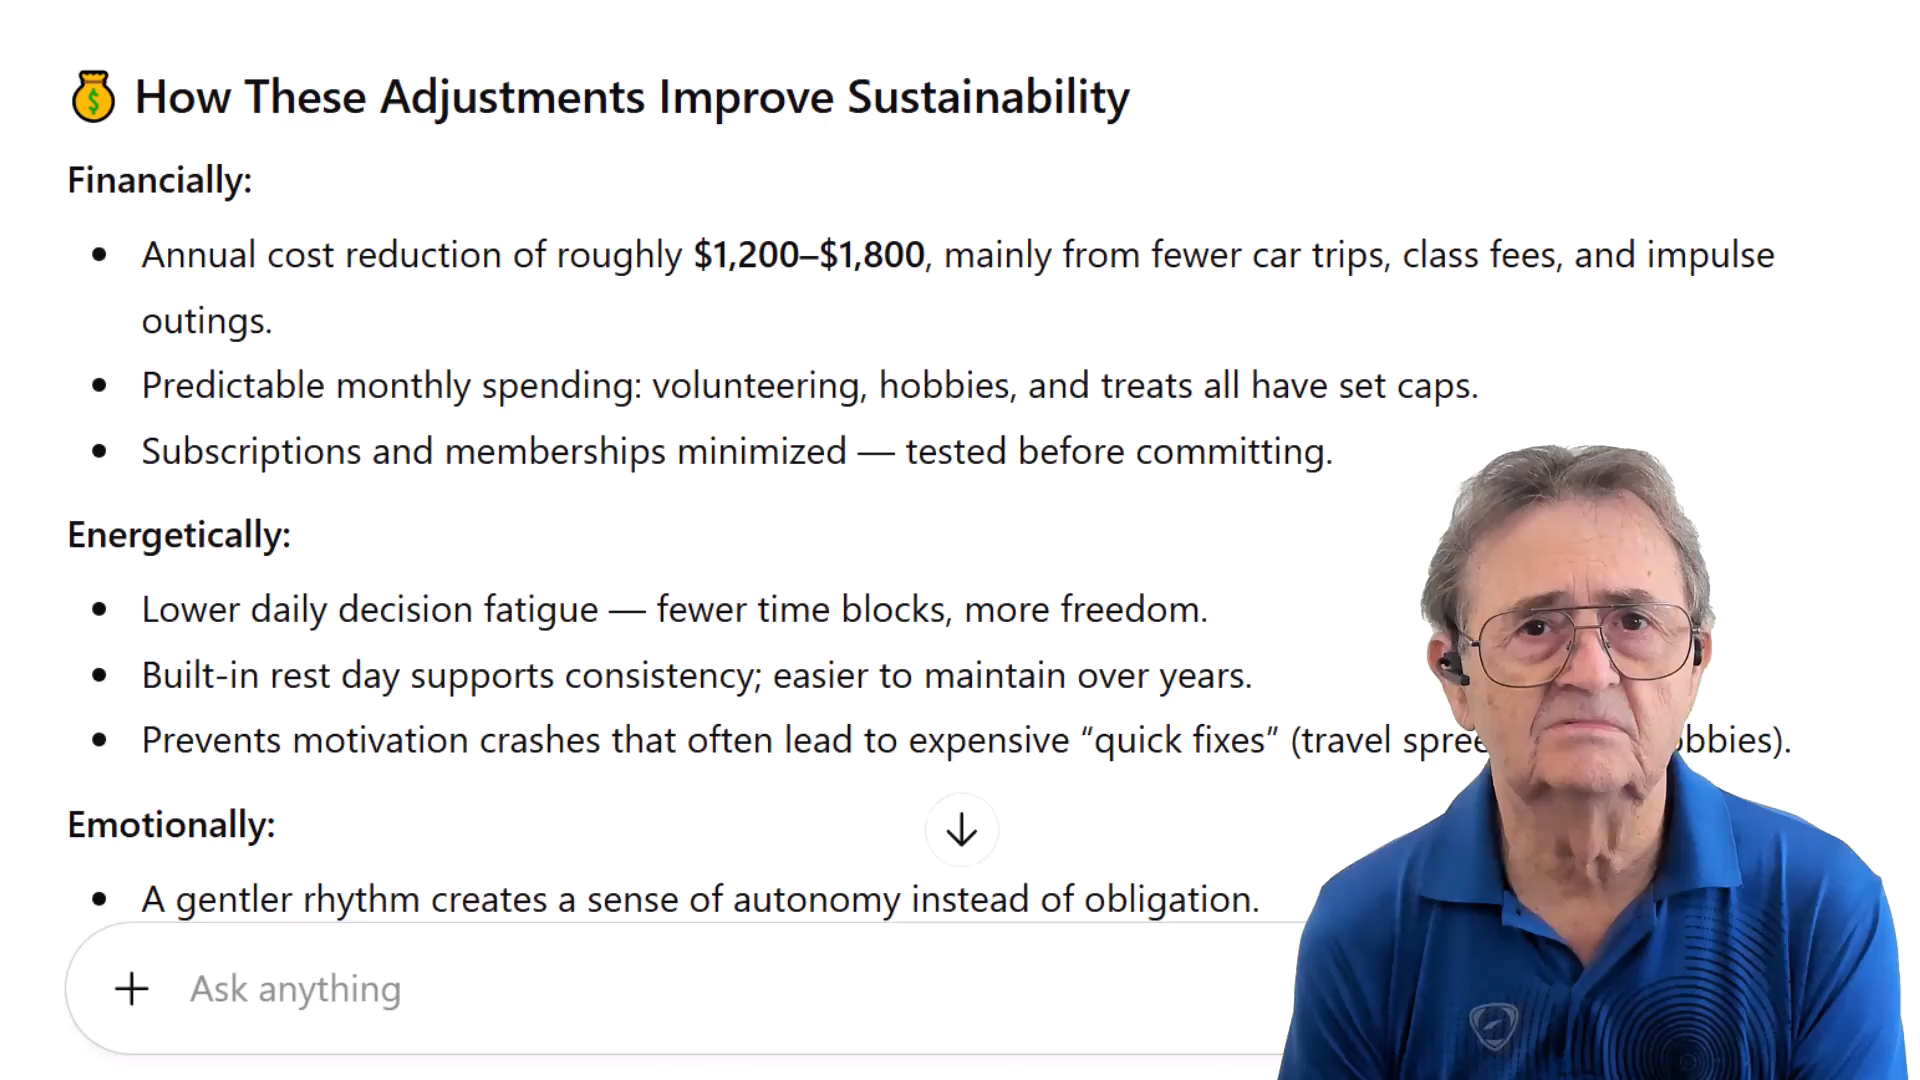 How These Adjustments Improve Sustainability
Financially:
Annual cost reduction of roughly $1,200–$1,800, mainly from fewer car trips, class fees, and impulse
outings.
Predictable monthly spending: volunteering, hobbies, and treats all have set caps.
Subscriptions and memberships minimized — tested before committing.
Energetically:
Lower daily decision fatigue — fewer time blocks, more freedom.
Built-in rest day supports consistency; easier to maintain over years.
Prevents motivation crashes that often lead to expensive “quick fixes” (travel
Emotionally:
A gentler rhythm creates a sense of autonomy instead of obligation.
Ask anything